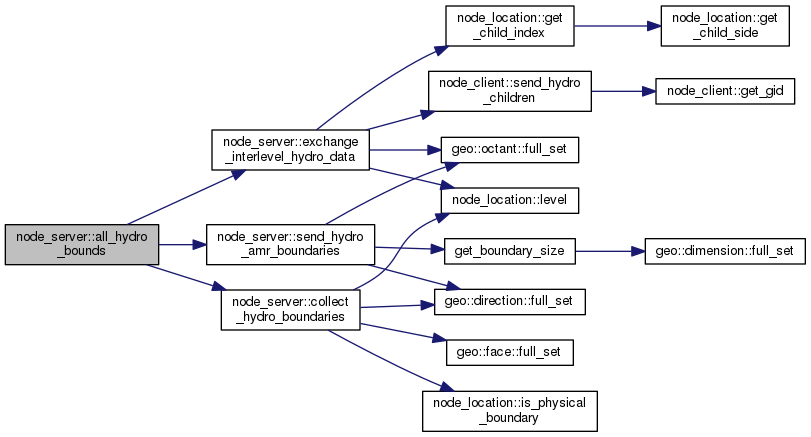 node_server::all_hydro
_bounds
node_server::exchange
_interlevel_hydro_data
node_server::send_hydro
_amr_boundaries
node_server::collect
_hydro_boundaries
node_location::get
_child_index
node_client::send_hydro
_children
geo::octant::full_set
node_location::level
get_boundary_size
geo::direction::full_set
geo::face::full_set
node_location::is_physical
_boundary
node_location::get
_child_side
node_client::get_gid
geo::dimension::full_set